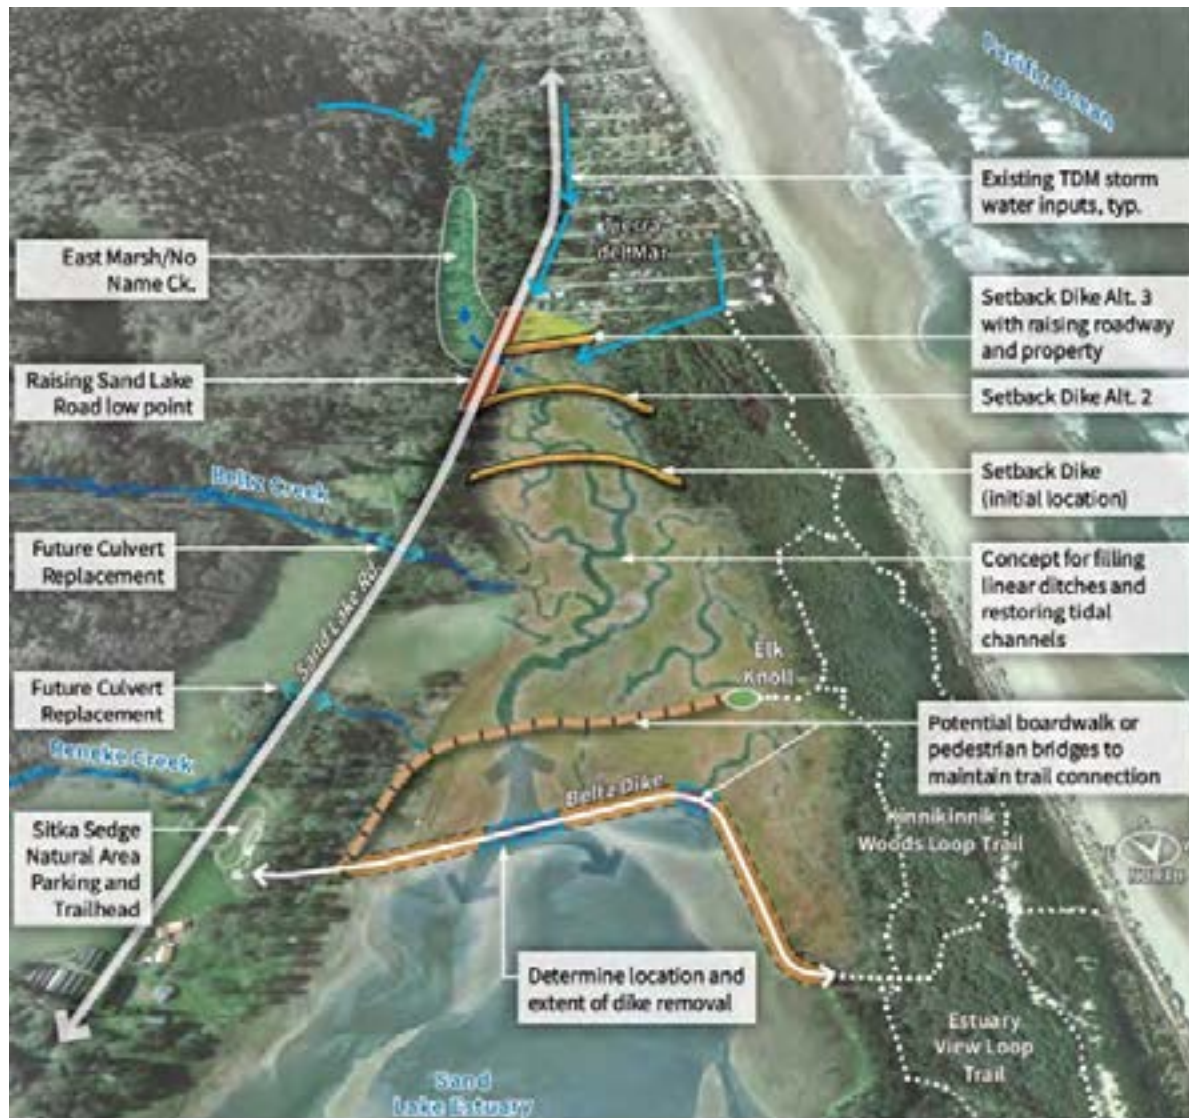 Pacific Ocean
Existing TDM storm
water inputs, typ.
Tierra
del Mar
East Marsh/No
Name Ck.
Setback Dike Alt. 3
with raising roadway
and property
Raising Sand Lake
Road low point
Setback Dike Alt. 2
Setback Dike
(initial location)
Beltz Creek
Future Culvert
Replacement
Sand Lake Rd.
Concept for filling
linear ditches and
restoring tidal
channels
Elk
Knoll
Future Culvert
Replacement
Reneke Creek
Potential boardwalk or
pedestrian bridges to
maintain trail connection
Beltz Dike
Sitka Sedge
Natural Area
Parking and
Trailhead
Kinnikinnik
Woods Loop Trail
NORTH
Determine location and
extent of dike removal
Estuary
View Loop
Trail
Sand
Lake Estuary